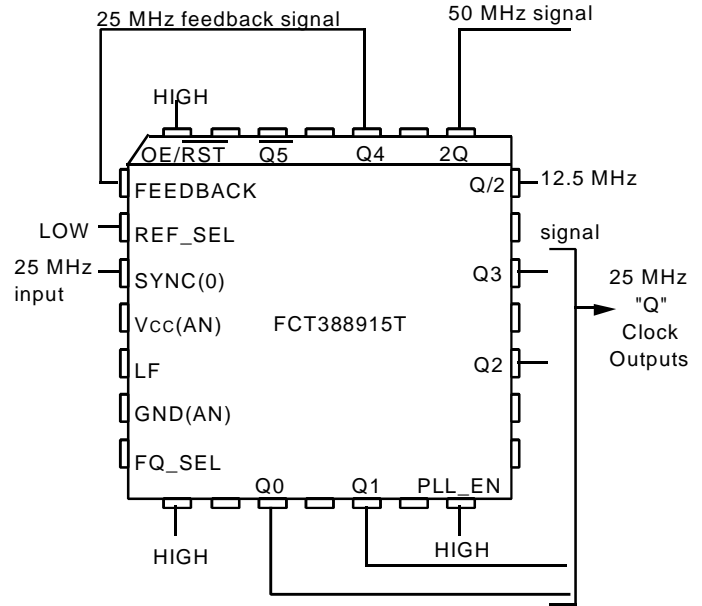 25 MHz feedback signal
50 MHz signal
HIGH
OE/RST Q5 Q4 2Q
FEEDBACK
Q/2
12.5 MHz
signal
LOW
REF_SEL
25 MHz
input
SYNC(0)
Q3
25 MHz
"Q"
Clock
Outputs
VCC(AN)
FCT388915T
LF
Q2
GND(AN)
FQ_SEL
Q0 Q1 PLL_EN
HIGH
HIGH